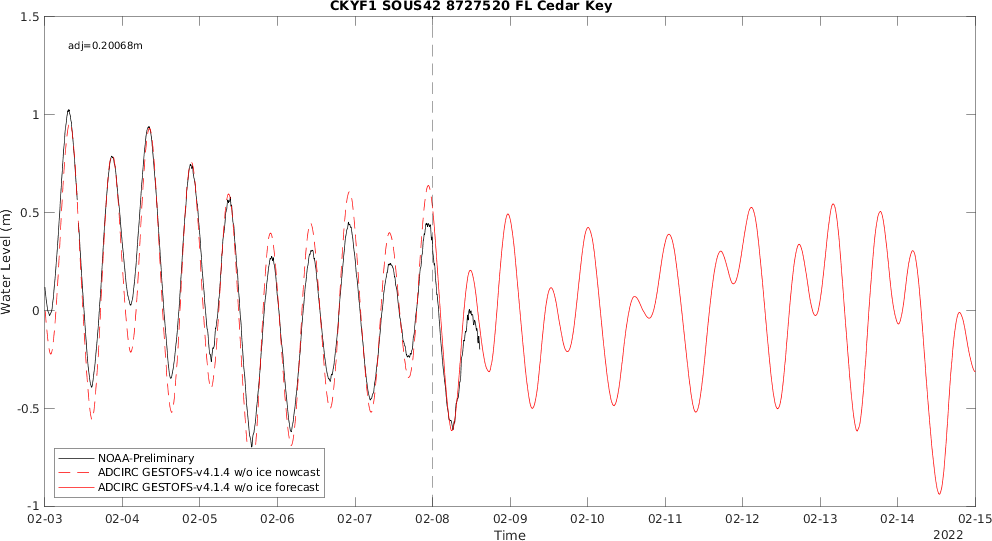 CKYF1 SOUS42 8727520 FL Cedar Key
1.5
adj=0.20068m
1
0.5
0
-0.5
-1
Water Level (m)
NOAA-Preliminary
ADCIRC GESTOFS-v4.1.4 w/o ice nowcast
ADCIRC GESTOFS-v4.1.4 w/o ice forecast
02-03 02-04 02-05 02-06 02-07 02-08 02-09 02-10 02-11 02-12 02-13 02-14 02-15
Time
2022